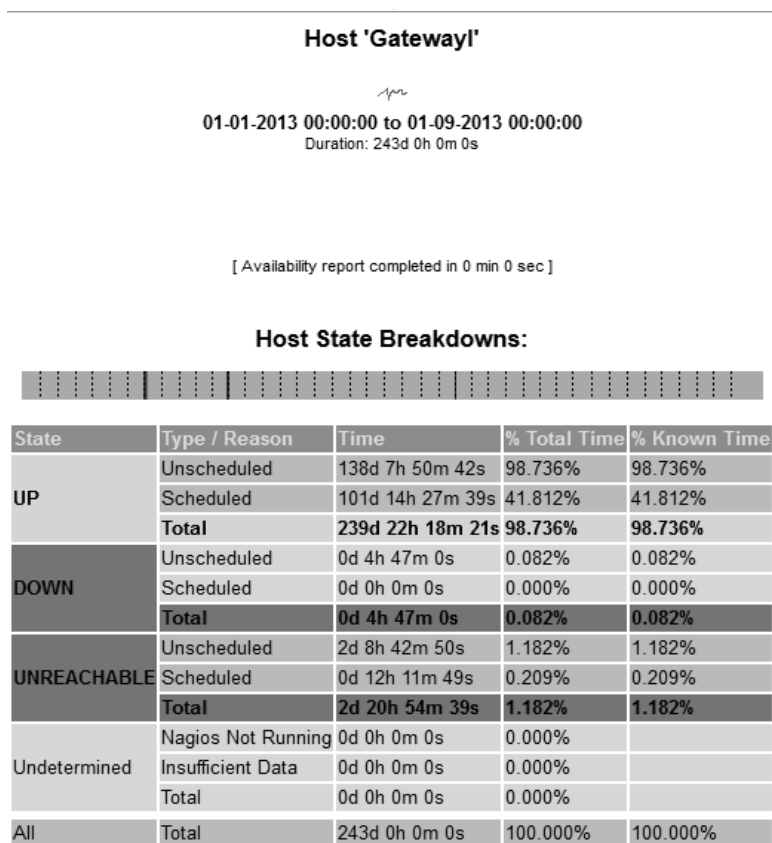 Host 'Gatewayl'
01-01-2013 00:00:00 to 01-09-2013 00:00:00
Duration: 243d 0h 0m 0s
[ Availability report completed in 0 min 0 sec ]
Host State Breakdowns:
State Type / Reason Time % Total Time % Known Time
UP Unscheduled 138d 7h 50m 42s 98.736% 98.736%
Scheduled 101d 14h 27m 39s 41.812% 41.812%
Total 239d 22h 18m 21s 98.736% 98.736%
DOWN Unscheduled 0d 4h 47m 0s 0.082% 0.082%
Scheduled 0d 0h 0m 0s 0.000% 0.000%
Total 0d 4h 47m 0s 0.082% 0.082%
UNREACHABLE Unscheduled 2d 8h 42m 50s 1.182% 1.182%
Scheduled 0d 12h 11m 49s 0.209% 0.209%
Total 2d 20h 54m 39s 1.182% 1.182%
Undetermined Nagios Not Running 0d 0h 0m 0s 0.000%
Insufficient Data 0d 0h 0m 0s 0.000%
Total 0d 0h 0m 0s 0.000%
All Total 243d 0h 0m 0s 100.000% 100.000%